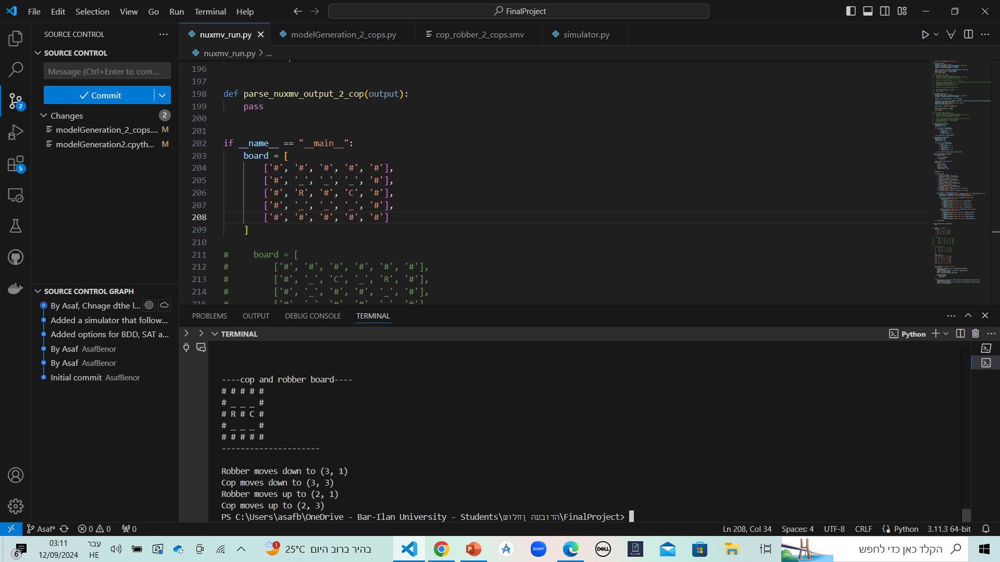 File Edit Selection View Go Run Terminal Help
FinalProject
SOURCE CONTROL
SOURCE CONTROL
Message (Ctrl+Enter to com...
Commit
2
Changes 2
modelGeneration_2_cops.... M
modelGeneration2.cpyth... M
5
SOURCE CONTROL GRAPH
By Asaf, Chnage dthe l...
Added a simulator that follow...
Added options for BDD, SAT a...
By Asaf AsafBenor
By Asaf AsafBenor
Initial commit AsafBenor
nuxmv_run.py
modelGeneration_2_cops.py
cop_robber_2_cops.smv
simulator.py
nuxmv_run.py > ...
196
197
198 def parse_nuxmv_output_2_cop(output):
199 pass
200
201
202 if __name__ == "__main__":
203 board = [
204 ['#', '#', '#', '#', '#'],
205 ['#', '_', '_', '_', '#'],
206 ['#', 'R', '#', 'C', '#'],
207 ['#', '_', '_', '_', '#'],
208 ['#', '#', '#', '#', '#']
209 ]
210
211 # board = [
212 # ['#', '#', '#', '#', '#', '#'],
213 # ['#', '_', 'C', '_', 'R', '#'],
214 # ['#', '_', '#', '#', '_', '#'],
PROBLEMS OUTPUT DEBUG CONSOLE TERMINAL
TERMINAL
Python
----cop and robber board----
# # # # #
# _ _ _ #
# R # C #
# _ _ _ #
# # # # #
---------------------
Robber moves down to (3, 1)
Cop moves down to (3, 3)
Robber moves up to (2, 1)
Cop moves up to (2, 3)
PS C:\Users\asafb\OneDrive - Bar-Ilan University - Students\שולחן העבודה\FinalProject>
Asaf* 0 0 0
Ln 208, Col 34 Spaces: 4 UTF-8 CRLF Python 3.11.3 64-bit
6
03:11
12/09/2024
עבר
HE
1
25°C בהיר ברוב היום
zoom
DELL
הקלד כאן כדי לחפש